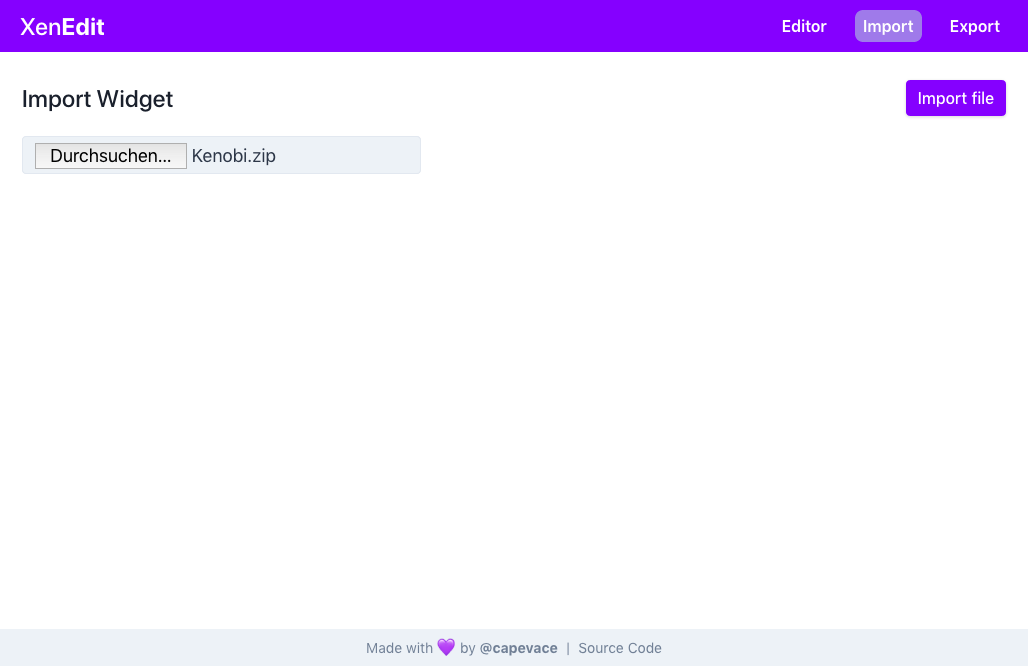 XenEdit Editor Import Export
Import Widget Import file
Durchsuchen... Kenobi.zip
Made with 💜 by @capevace | Source Code